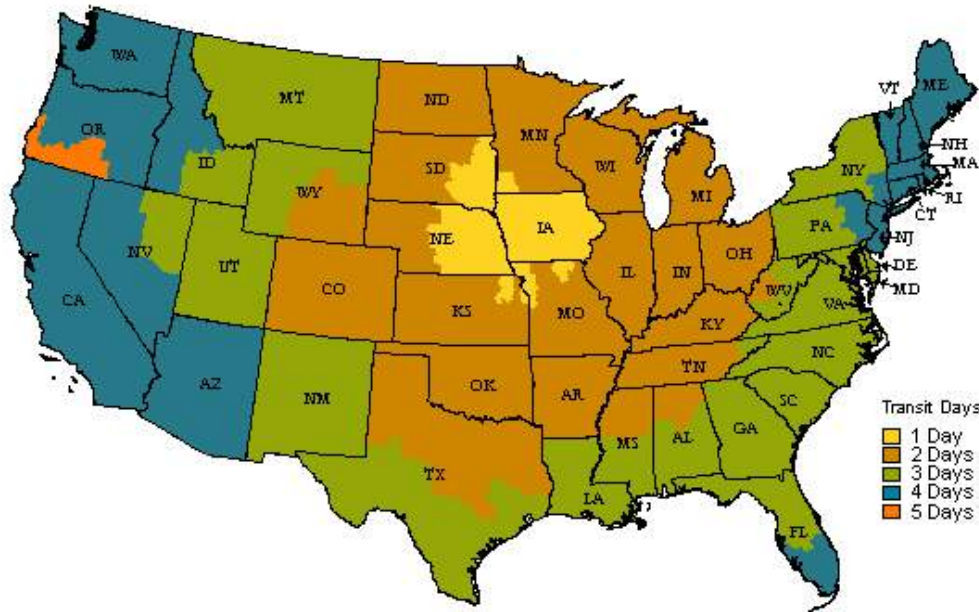 WA
MT
ND
MN
VT
ME
OR
ID
SD
WI
NY
NH
MA
WY
MI
RI
CT
NV
NE
IA
PA
NJ
UT
CO
IL
IN
OH
DE
MD
CA
KS
MO
WV
VA
KY
AZ
NM
OK
AR
TN
NC
SC
TX
MS
AL
GA
LA
FL
Transit Days
1 Day
2 Days
3 Days
4 Days
5 Days